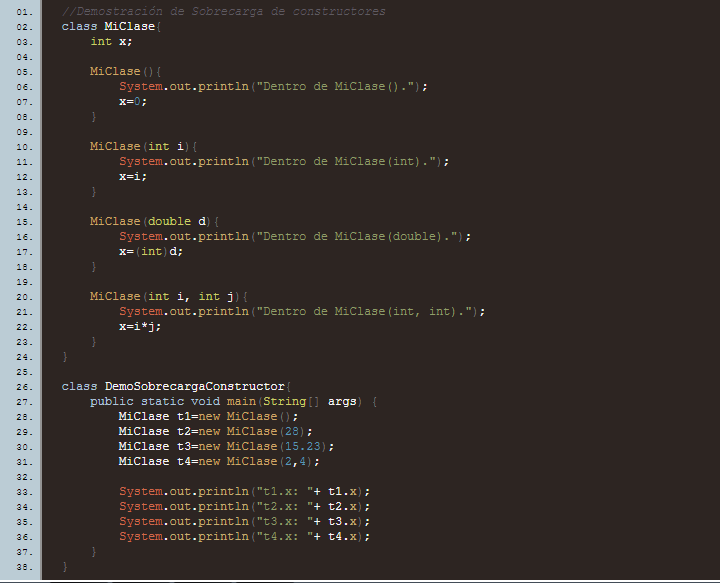 01. //Demostración de Sobrecarga de constructores
02. class MiClase{
03.     int x;
04.
05.     MiClase(){
06.         System.out.println("Dentro de MiClase().");
07.         x=0;
08.     }
09.
10.     MiClase(int i){
11.         System.out.println("Dentro de MiClase(int).");
12.         x=i;
13.     }
14.
15.     MiClase(double d){
16.         System.out.println("Dentro de MiClase(double).");
17.         x=(int)d;
18.     }
19.
20.     MiClase(int i, int j){
21.         System.out.println("Dentro de MiClase(int, int).");
22.         x=i*j;
23.     }
24. }
25.
26. class DemoSobrecargaConstructor{
27.     public static void main(String[] args) {
28.         MiClase t1=new MiClase();
29.         MiClase t2=new MiClase(28);
30.         MiClase t3=new MiClase(15.23);
31.         MiClase t4=new MiClase(2,4);
32.
33.         System.out.println("t1.x: "+ t1.x);
34.         System.out.println("t2.x: "+ t2.x);
35.         System.out.println("t3.x: "+ t3.x);
36.         System.out.println("t4.x: "+ t4.x);
37.     }
38. }